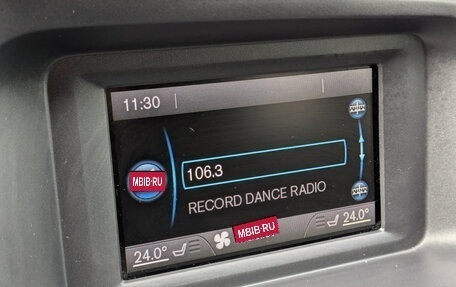 11:30
106.3
MBIB.RU
RECORD DANCE RADIO
MBIB.RU
24.0°
24.0°